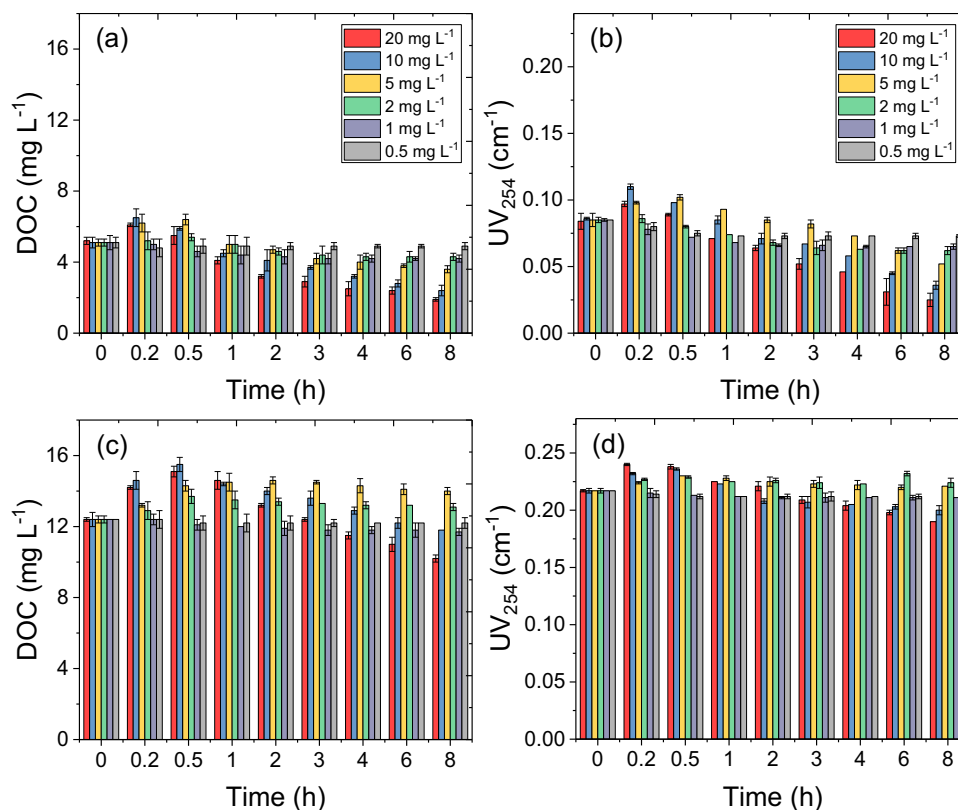 (a)
20 mg L⁻¹
10 mg L⁻¹
5 mg L⁻¹
2 mg L⁻¹
1 mg L⁻¹
0.5 mg L⁻¹
DOC (mg L⁻¹)
16
12
8
4
0
0 0.2 0.5 1 2 3 4 6 8
Time (h)
(b)
20 mg L⁻¹
10 mg L⁻¹
5 mg L⁻¹
2 mg L⁻¹
1 mg L⁻¹
0.5 mg L⁻¹
UV₂₅₄ (cm⁻¹)
0.20
0.15
0.10
0.05
0.00
0 0.2 0.5 1 2 3 4 6 8
Time (h)
(c)
DOC (mg L⁻¹)
16
12
8
4
0
0 0.2 0.5 1 2 3 4 6 8
Time (h)
(d)
UV₂₅₄ (cm⁻¹)
0.25
0.20
0.15
0.10
0.05
0.00
0 0.2 0.5 1 2 3 4 6 8
Time (h)